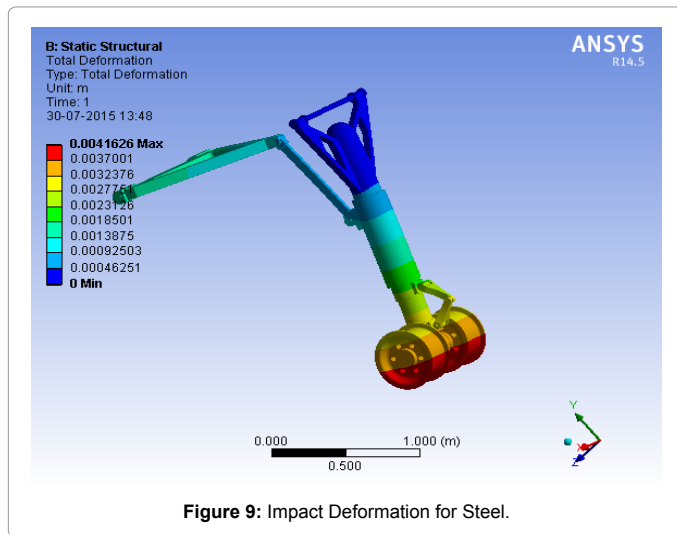 B: Static Structural
Total Deformation
Type: Total Deformation
Unit: m
Time: 1
30-07-2015 13:48
ANSYS
R14.5
0.0041626 Max
0.0037001
0.0032376
0.0027751
0.0023126
0.0018501
0.0013875
0.00092503
0.00046251
0 Min
0.000
1.000 (m)
0.500
Y
X
Z
Figure 9: Impact Deformation for Steel.